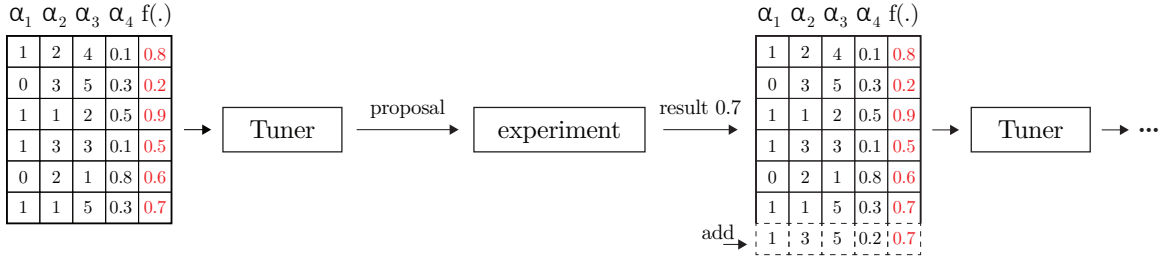 α1 α2 α3 α4 f(.)
1 2 4 0.1 0.8
0 3 5 0.3 0.2
1 1 2 0.5 0.9
1 3 3 0.1 0.5
0 2 1 0.8 0.6
1 1 5 0.3 0.7
Tuner
proposal
experiment
result 0.7
α1 α2 α3 α4 f(.)
1 2 4 0.1 0.8
0 3 5 0.3 0.2
1 1 2 0.5 0.9
1 3 3 0.1 0.5
0 2 1 0.8 0.6
1 1 5 0.3 0.7
add 1 3 5 0.2 0.7
Tuner
...